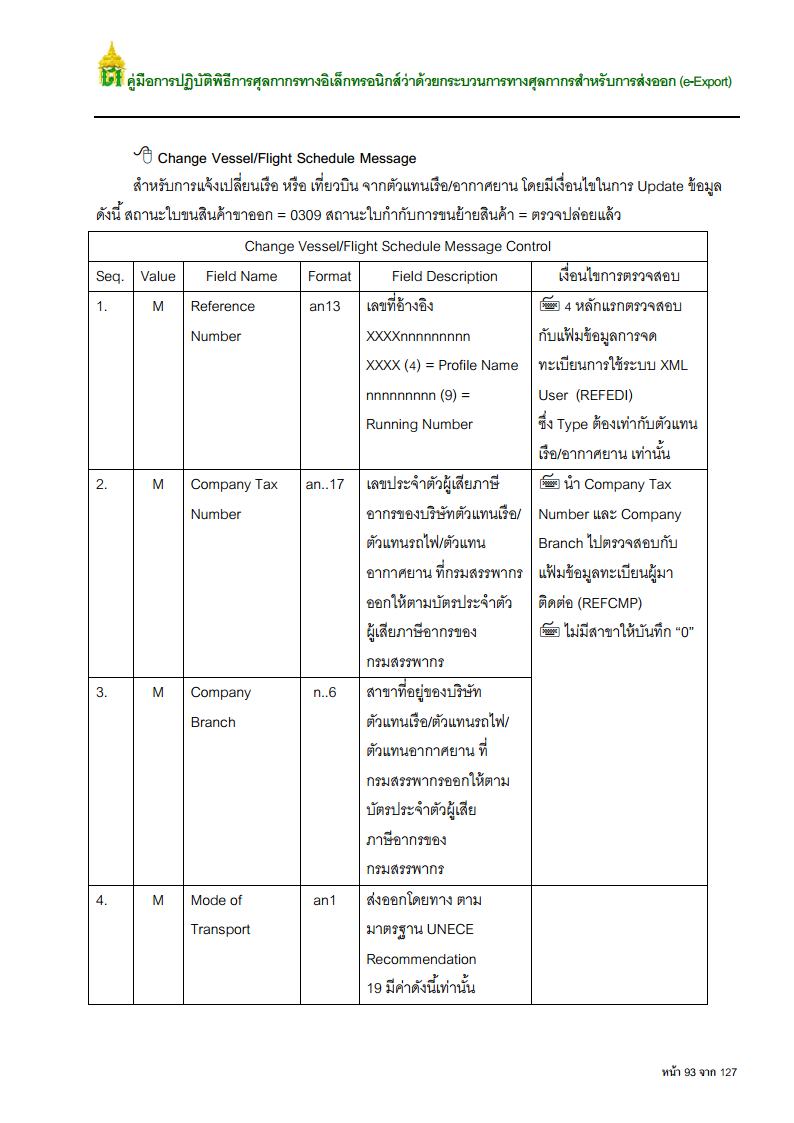 คู่มือการปฏิบัติพิธีการศุลกากรทางอิเล็กทรอนิกส์ว่าด้วยกระบวนการทางศุลกากรสำหรับการส่งออก (e-Export)
Change Vessel/Flight Schedule Message
สำหรับการแจ้งเปลี่ยนเรือ หรือ เที่ยวบิน จากตัวแทนเรือ/อากาศยาน โดยมีเงื่อนไขในการ Update ข้อมูล
ดังนี้ สถานะใบขนสินค้าขาออก = 0309 สถานะใบกำกับการขนย้ายสินค้า = ตรวจปล่อยแล้ว
Change Vessel/Flight Schedule Message Control
Seq. Value Field Name Format Field Description เงื่อนไขการตรวจสอบ
1. M Reference an13 เลขที่อ้างอิง 4 หลักแรกตรวจสอบ
Number XXXXnnnnnnnnn กับแฟ้มข้อมูลการจด
XXXX (4) = Profile Name ทะเบียนการใช้ระบบ XML
nnnnnnnnn (9) = User (REFEDI)
Running Number ซึ่ง Type ต้องเท่ากับตัวแทน
เรือ/อากาศยาน เท่านั้น
2. M Company Tax an..17 เลขประจำตัวผู้เสียภาษี นำ Company Tax
Number อากรของบริษัทตัวแทนเรือ/ Number และ Company
ตัวแทนรถไฟ/ตัวแทน Branch ไปตรวจสอบกับ
อากาศยาน ที่กรมสรรพากร แฟ้มข้อมูลทะเบียนผู้มา
ออกให้ตามบัตรประจำตัว ติดต่อ (REFCMP)
ผู้เสียภาษีอากรของ ไม่มีสาขาให้บันทึก “0”
กรมสรรพากร
3. M Company n..6 สาขาที่อยู่ของบริษัท
Branch ตัวแทนเรือ/ตัวแทนรถไฟ/
ตัวแทนอากาศยาน ที่
กรมสรรพากรออกให้ตาม
บัตรประจำตัวผู้เสีย
ภาษีอากรของ
กรมสรรพากร
4. M Mode of an1 ส่งออกโดยทาง ตาม
Transport มาตรฐาน UNECE
Recommendation
19 มีค่าดังนี้เท่านั้น
หน้า 93 จาก 127